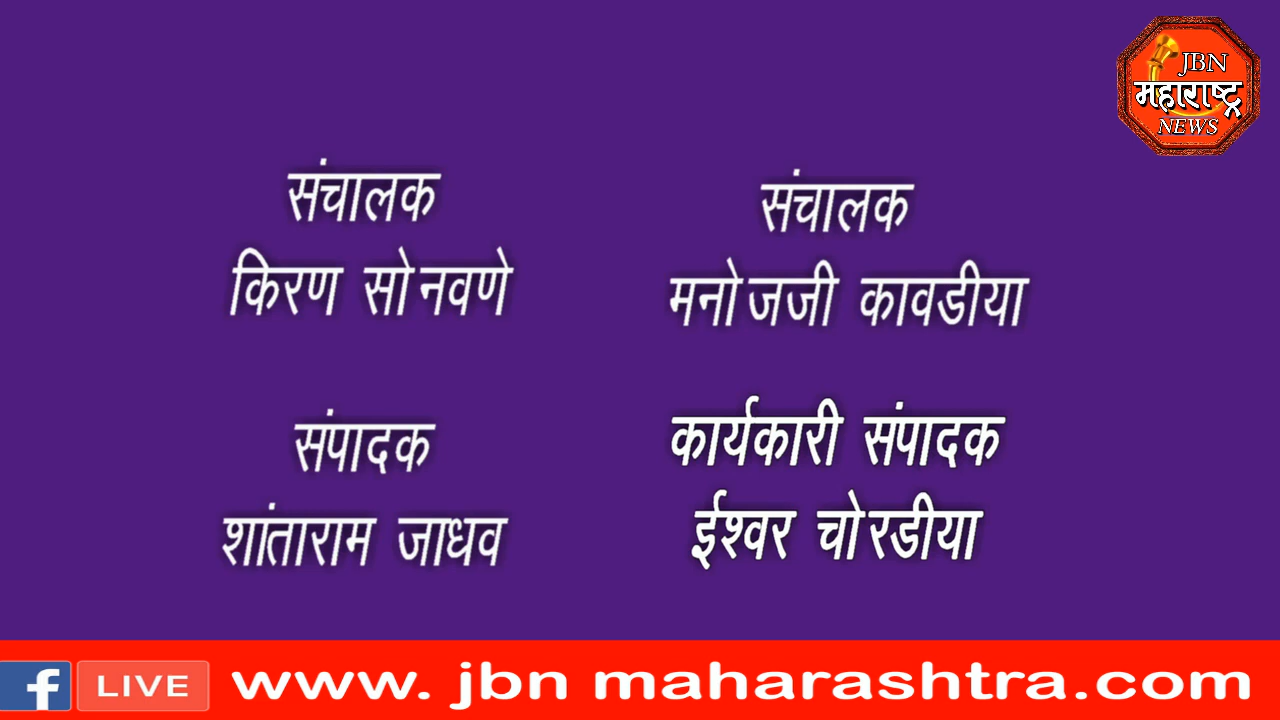 JBN
महाराष्ट्र
NEWS
संचालक
किरण सोनवणे
संचालक
मनोजजी कावडीया
संपादक
शांताराम जाधव
कार्यकारी संपादक
ईश्वर चोरडीया
f LIVE www. jbn maharashtra.com